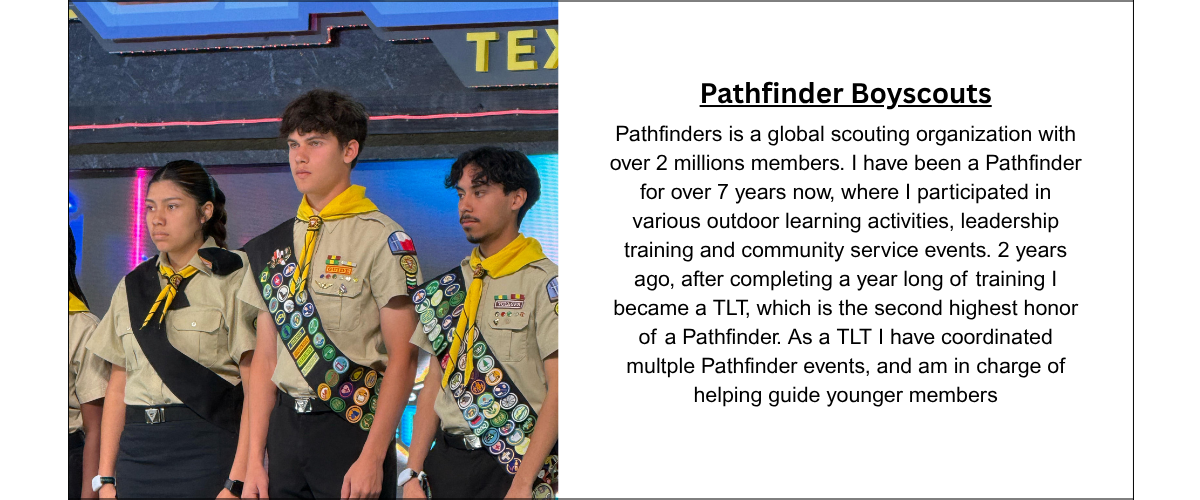 TEX
Pathfinder Boyscouts
Pathfinders is a global scouting organization with
over 2 millions members. I have been a Pathfinder
for over 7 years now, where I participated in
various outdoor learning activities, leadership
training and community service events. 2 years
ago, after completing a year long of training I
became a TLT, which is the second highest honor
of a Pathfinder. As a TLT I have coordinated
multple Pathfinder events, and am in charge of
helping guide younger members